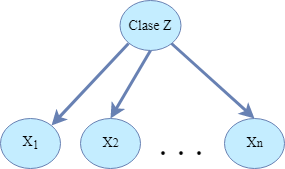 Clase Z
X1 X2 . . . Xn